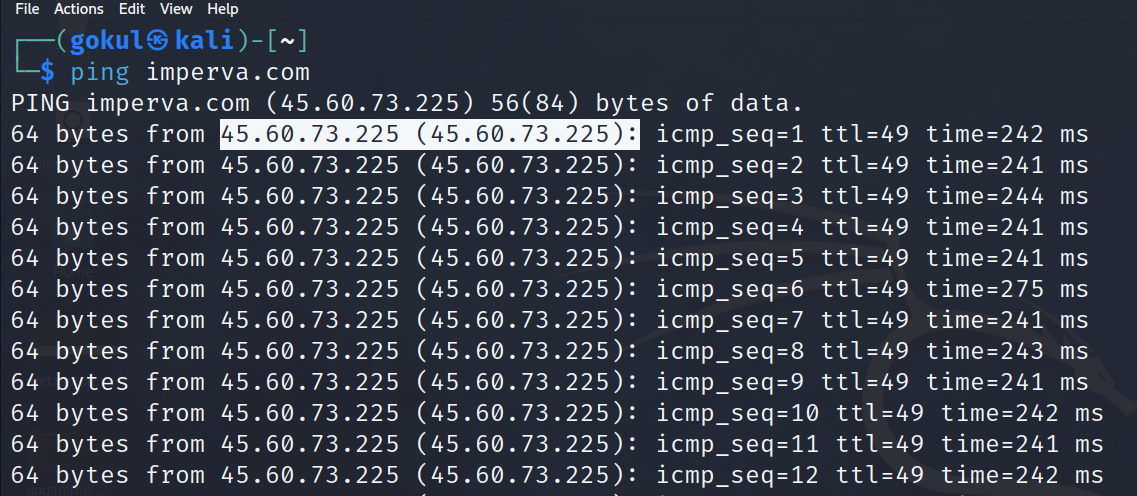 File Actions Edit View Help
┌──(gokul㉿kali)-[~]
└─$ ping imperva.com
PING imperva.com (45.60.73.225) 56(84) bytes of data.
64 bytes from 45.60.73.225 (45.60.73.225): icmp_seq=1 ttl=49 time=242 ms
64 bytes from 45.60.73.225 (45.60.73.225): icmp_seq=2 ttl=49 time=241 ms
64 bytes from 45.60.73.225 (45.60.73.225): icmp_seq=3 ttl=49 time=244 ms
64 bytes from 45.60.73.225 (45.60.73.225): icmp_seq=4 ttl=49 time=241 ms
64 bytes from 45.60.73.225 (45.60.73.225): icmp_seq=5 ttl=49 time=241 ms
64 bytes from 45.60.73.225 (45.60.73.225): icmp_seq=6 ttl=49 time=275 ms
64 bytes from 45.60.73.225 (45.60.73.225): icmp_seq=7 ttl=49 time=241 ms
64 bytes from 45.60.73.225 (45.60.73.225): icmp_seq=8 ttl=49 time=243 ms
64 bytes from 45.60.73.225 (45.60.73.225): icmp_seq=9 ttl=49 time=241 ms
64 bytes from 45.60.73.225 (45.60.73.225): icmp_seq=10 ttl=49 time=242 ms
64 bytes from 45.60.73.225 (45.60.73.225): icmp_seq=11 ttl=49 time=241 ms
64 bytes from 45.60.73.225 (45.60.73.225): icmp_seq=12 ttl=49 time=242 ms